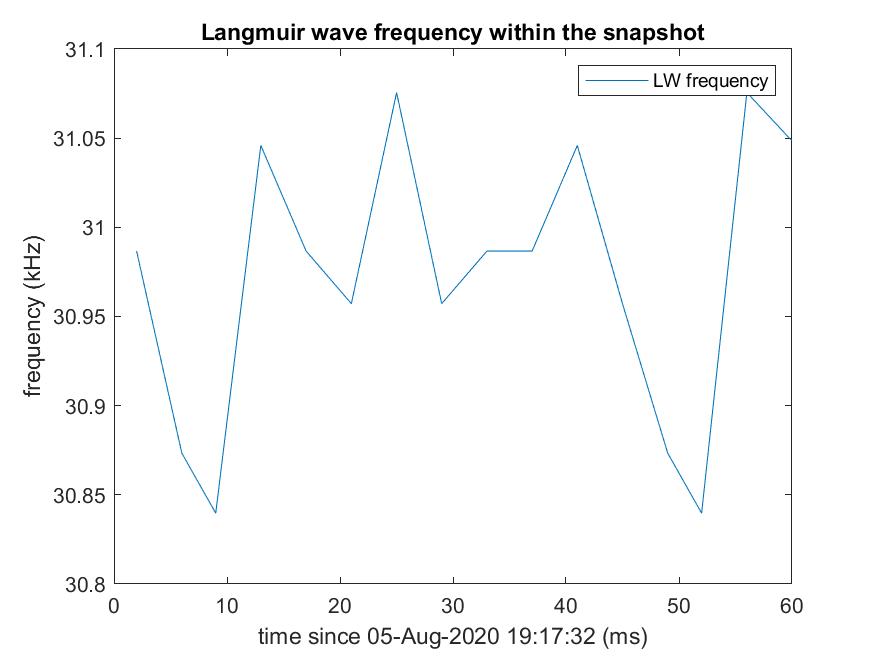 Langmuir wave frequency within the snapshot
LW frequency
31.1
31.05
31
30.95
30.9
30.85
30.8
frequency (kHz)
0 10 20 30 40 50 60
time since 05-Aug-2020 19:17:32 (ms)